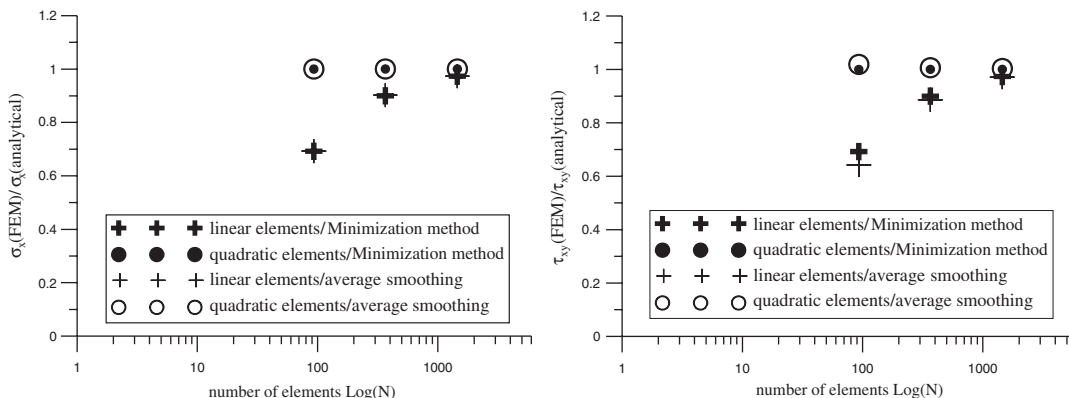 1.2
1
0.8
0.6
0.4
0.2
0
σx(FEM)/σx(analytical)
linear elements/Minimization method
quadratic elements/Minimization method
linear elements/average smoothing
quadratic elements/average smoothing
1 10 100 1000
number of elements Log(N)
1.2
1
0.8
0.6
0.4
0.2
0
τxy(FEM)/τxy(analytical)
linear elements/Minimization method
quadratic elements/Minimization method
linear elements/average smoothing
quadratic elements/average smoothing
1 10 100 1000
number of elements Log(N)